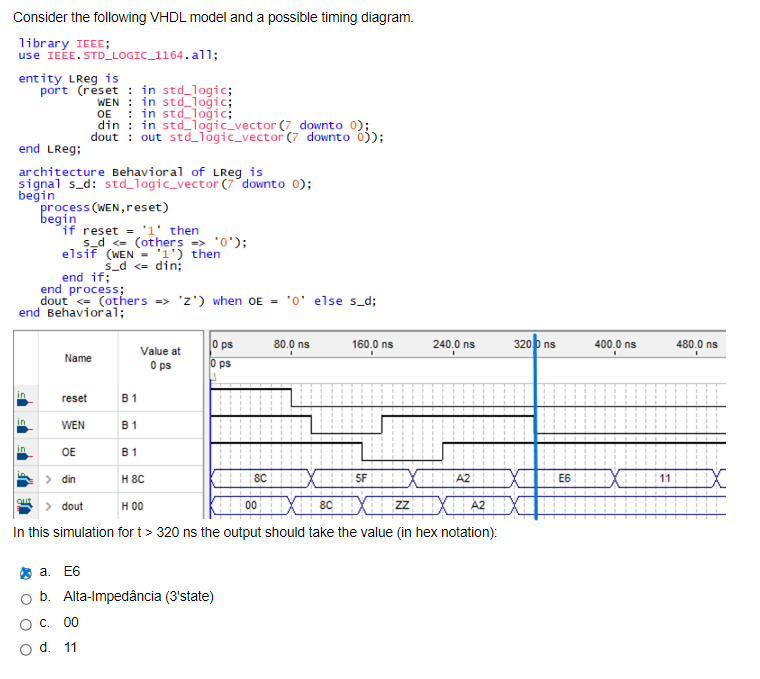 Consider the following VHDL model and a possible timing diagram.
library IEEE;
use IEEE.STD_LOGIC_1164.all;
entity LReg is
port (reset : in std_logic;
WEN : in std_logic;
OE : in std_logic;
din : in std_logic_vector(7 downto 0);
dout : out std_logic_vector(7 downto 0));
end LReg;
architecture Behavioral of LReg is
signal s_d: std_logic_vector(7 downto 0);
begin
process(WEN,reset)
begin
if reset = '1' then
s_d <= (others => '0');
elsif (WEN = '1') then
s_d <= din;
end if;
end process;
dout <= (others => 'Z') when OE = '0' else s_d;
end Behavioral;
Name
Value at
0 ps
0 ps 80.0 ns 160.0 ns 240.0 ns 320.0 ns 400.0 ns 480.0 ns
0 ps
in reset B 1
in WEN B 1
in OE B 1
in > din H 8C 8C 5F A2 E6 11
out > dout H 00 00 8C ZZ A2
In this simulation for t > 320 ns the output should take the value (in hex notation):
a. E6
b. Alta-Impedância (3'state)
c. 00
d. 11